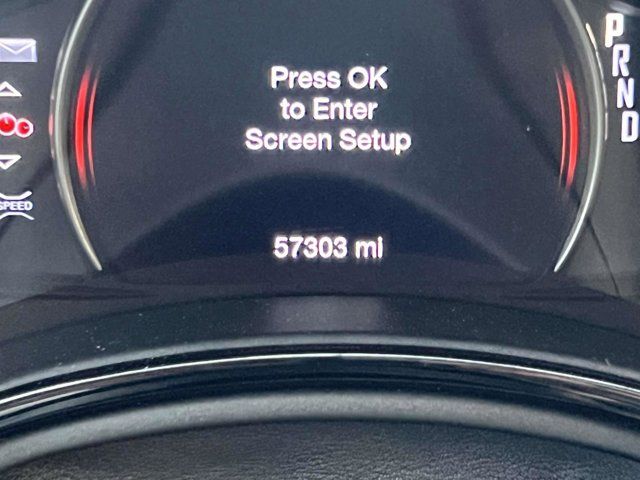 Press OK
to Enter
Screen Setup
57303 mi
SPEED
P
R
N
D